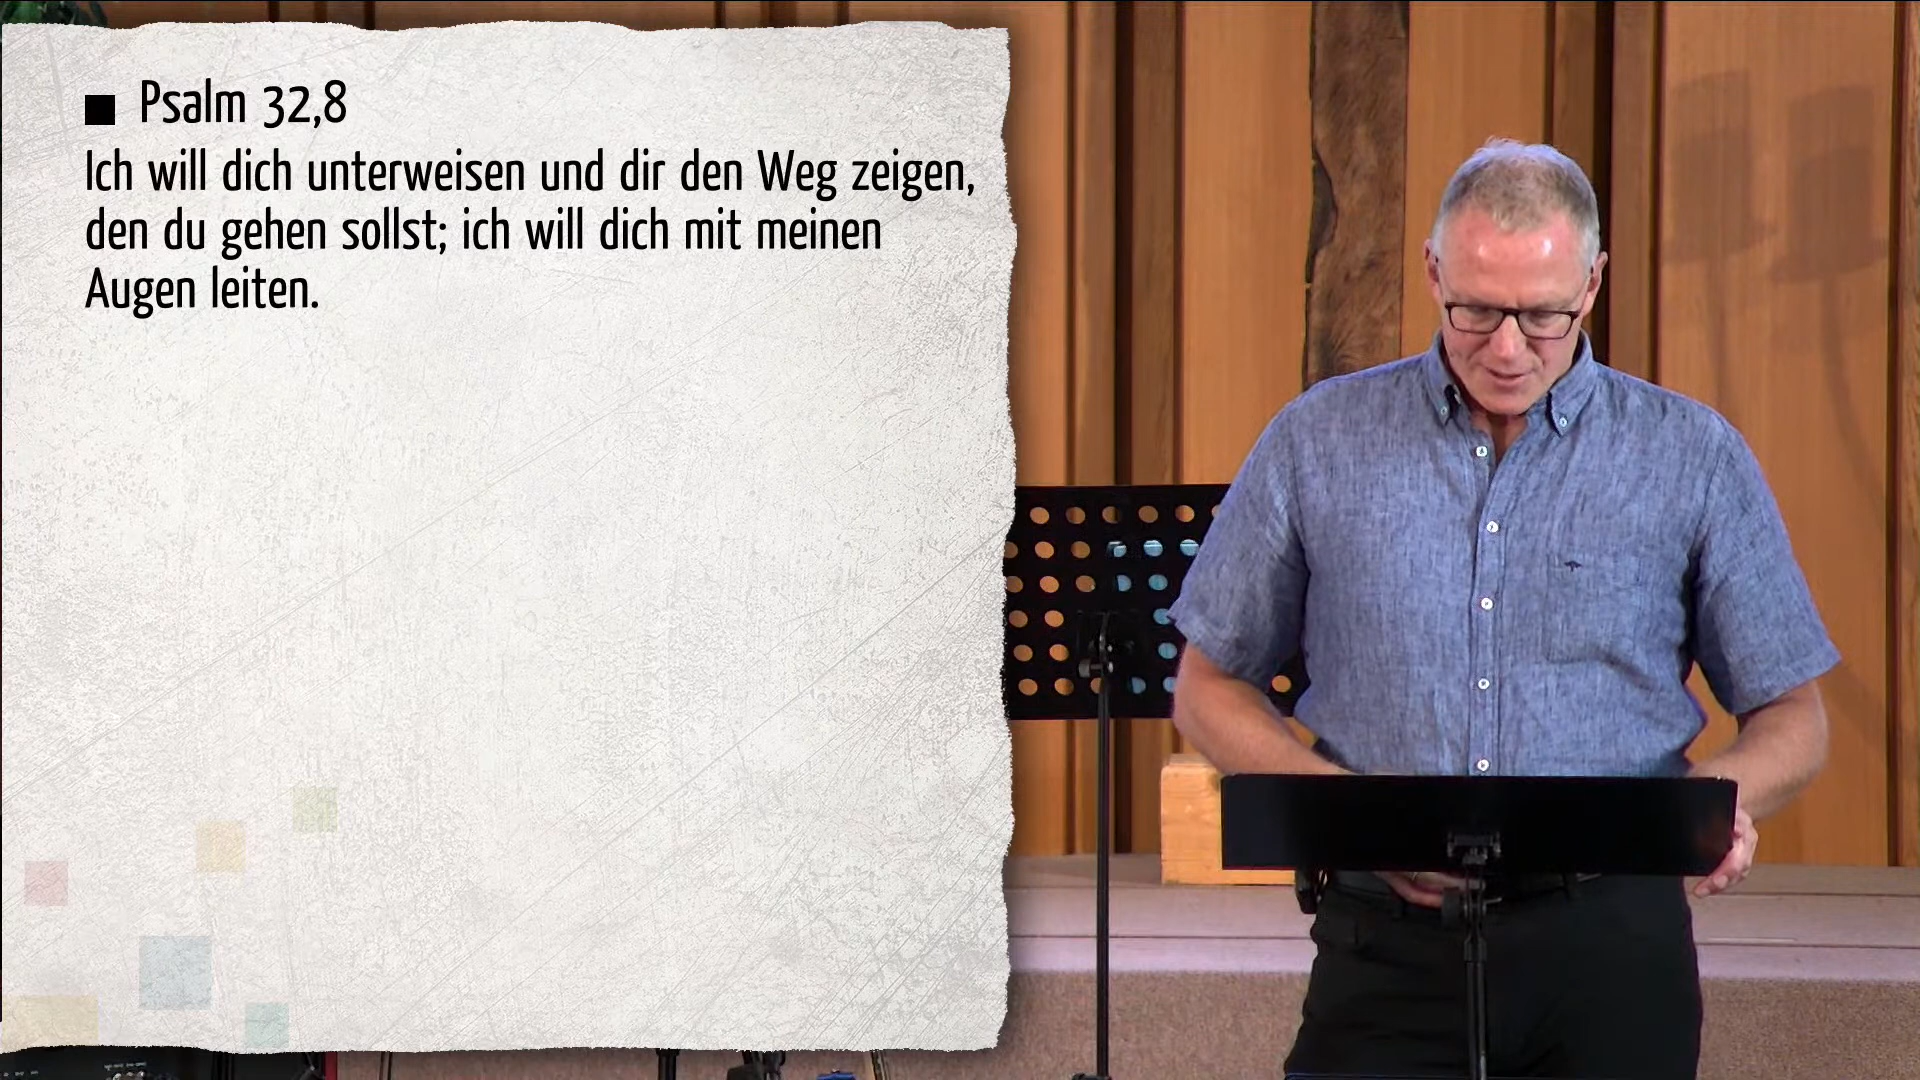 ■ Psalm 32,8
Ich will dich unterweisen und dir den Weg zeigen,
den du gehen sollst; ich will dich mit meinen
Augen leiten.